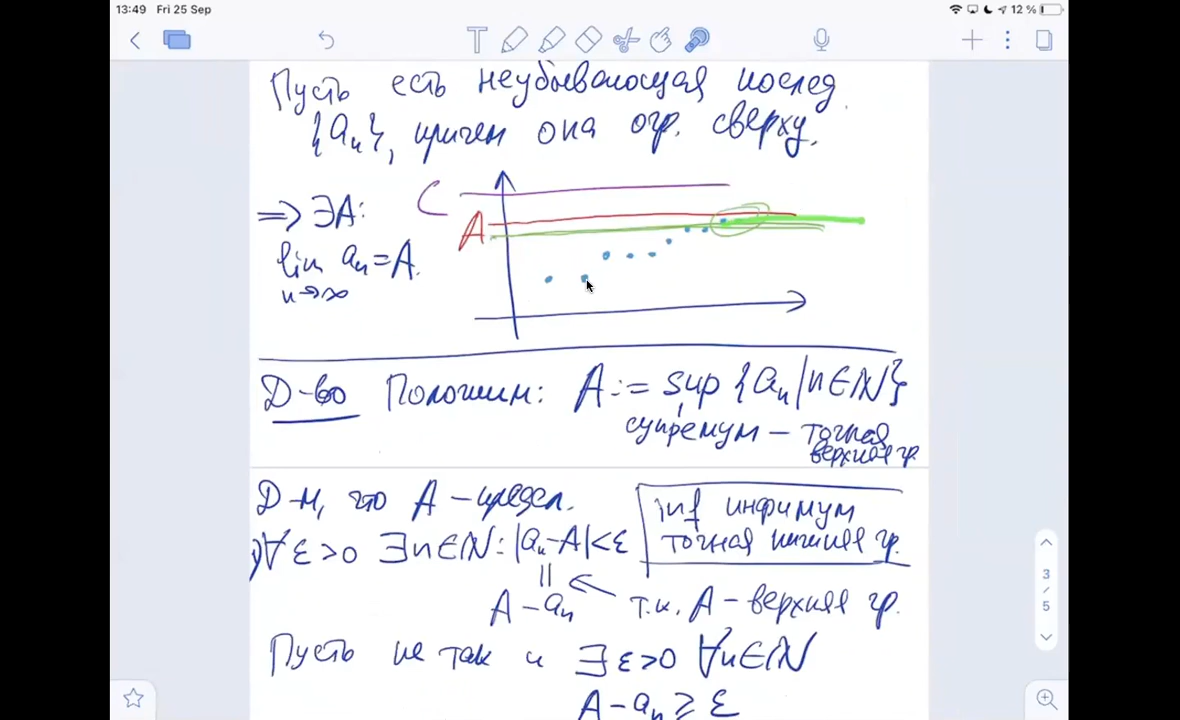 13:49 Fri 25 Sep
12 %
Пусть есть неубывающая послед.
{aₙ}, причем она огр. сверху.
C
⇒ ∃A:
A
lim aₙ = A.
n→∞
Д-во Положим: A := sup {aₙ | n∈ℕ}
супремум — точная
верхняя гр.
Д-м, что A – предел.
inf инфимум
точная нижняя гр.
∀ε>0 ∃n∈ℕ: |aₙ-A|<ε
||
A-aₙ т.к. A – верхняя гр.
Пусть не так и ∃ε>0 ∀n∈ℕ
A-aₙ ⩾ ε
3
/
5